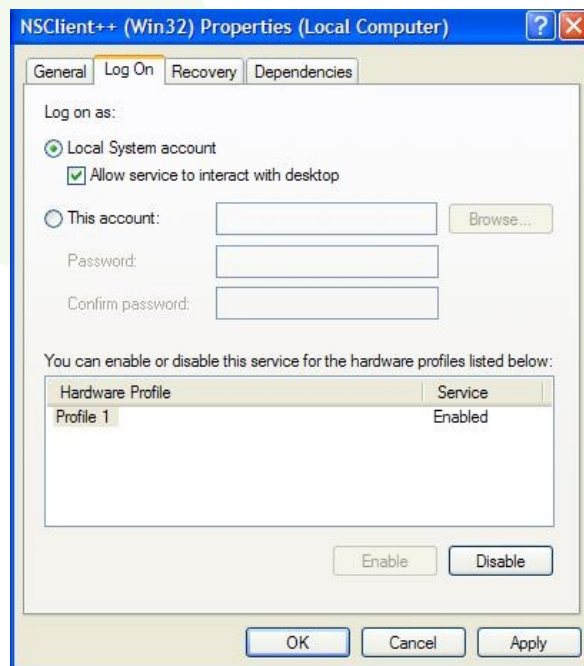 NSClient++ (Win32) Properties (Local Computer)
General Log On Recovery Dependencies
Log on as:
Local System account
Allow service to interact with desktop
This account:
Browse...
Password:
Confirm password:
You can enable or disable this service for the hardware profiles listed below:
Hardware Profile Service
Profile 1 Enabled
Enable Disable
OK Cancel Apply